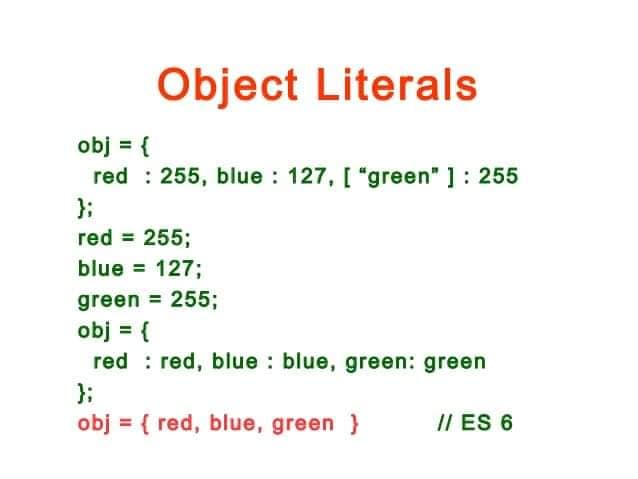 Object Literals
obj = {
red : 255, blue : 127, [ “green” ] : 255
};
red = 255;
blue = 127;
green = 255;
obj = {
red : red, blue : blue, green: green
};
obj = { red, blue, green } // ES 6